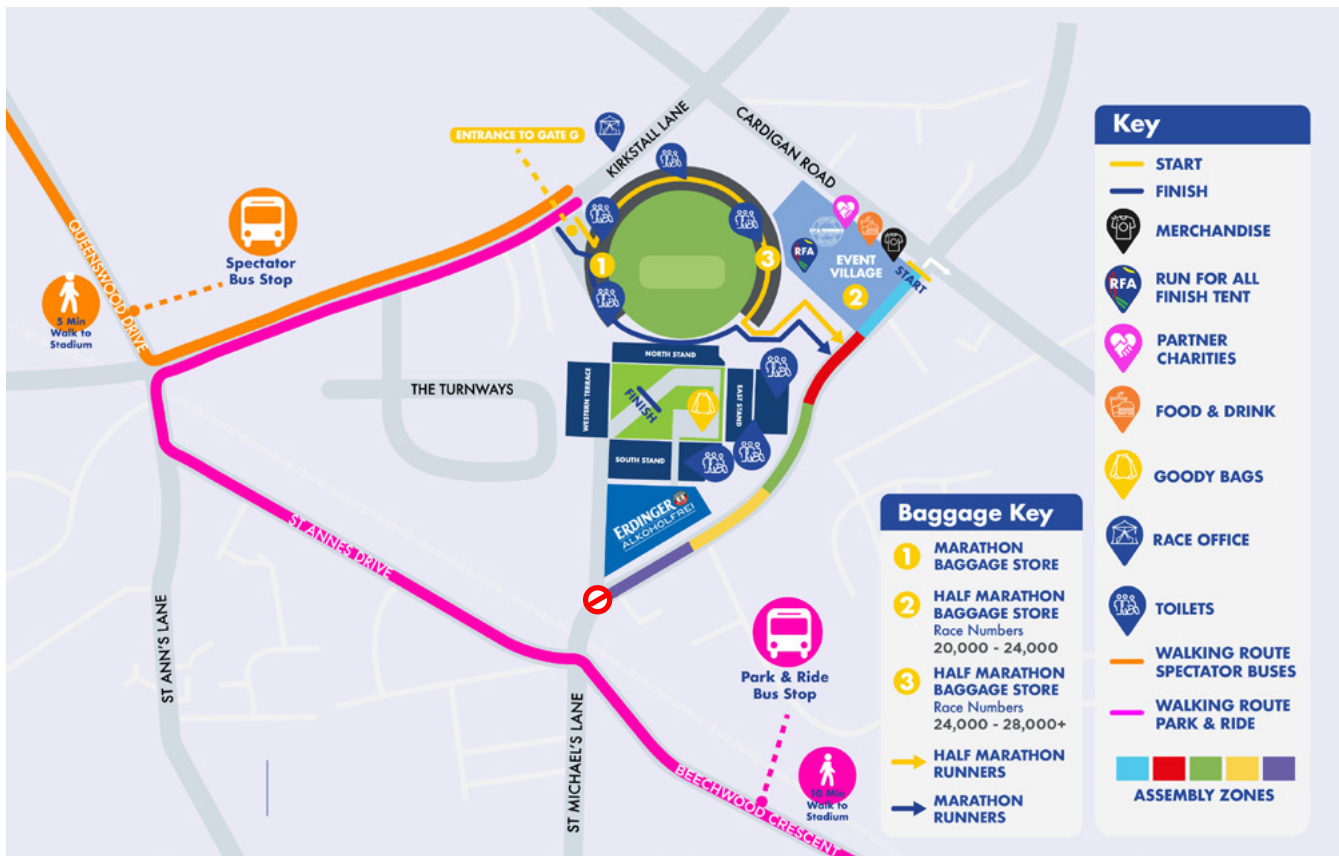 ENTRANCE TO GATE G
KIRKSTALL LANE
CARDIGAN ROAD
QUEENSWOOD DRIVE
Spectator
Bus Stop
5 Min
Walk to
Stadium
1
3
RFA
EVENT
VILLAGE
2
START
THE TURNWAYS
NORTH STAND
WESTERN TERRACE
FINISH
EAST STAND
SOUTH STAND
ERDINGER
ALKOHOLFREI
ST ANNES DRIVE
ST ANN'S LANE
ST MICHAEL'S LANE
Park & Ride
Bus Stop
BEECHWOOD CRESCENT
10 Min
Walk to
Stadium
Baggage Key
1
MARATHON
BAGGAGE STORE
2
HALF MARATHON
BAGGAGE STORE
Race Numbers
20,000 - 24,000
3
HALF MARATHON
BAGGAGE STORE
Race Numbers
24,000 - 28,000+
HALF MARATHON
RUNNERS
MARATHON
RUNNERS
Key
START
FINISH
MERCHANDISE
RFA
RUN FOR ALL
FINISH TENT
PARTNER
CHARITIES
FOOD & DRINK
GOODY BAGS
RACE OFFICE
TOILETS
WALKING ROUTE
SPECTATOR BUSES
WALKING ROUTE
PARK & RIDE
ASSEMBLY ZONES